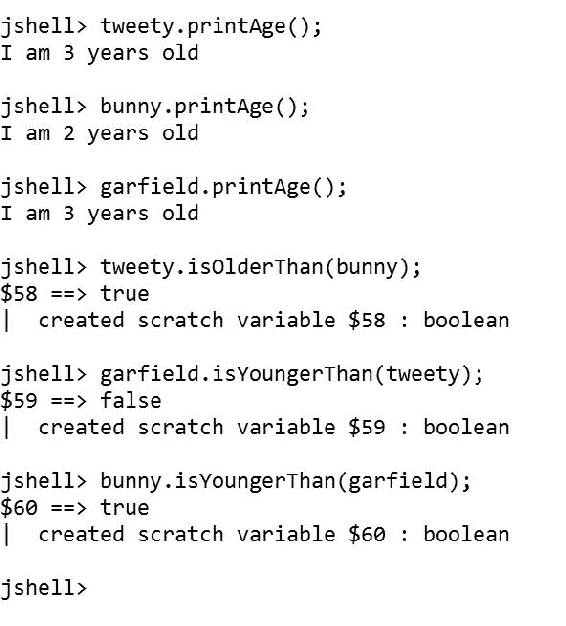 jshell> tweety.printAge();
I am 3 years old
jshell> bunny.printAge();
I am 2 years old
jshell> garfield.printAge();
I am 3 years old
jshell> tweety.isOlderThan(bunny);
$58 ==> true
|  created scratch variable $58 : boolean
jshell> garfield.isYoungerThan(tweety);
$59 ==> false
|  created scratch variable $59 : boolean
jshell> bunny.isYoungerThan(garfield);
$60 ==> true
|  created scratch variable $60 : boolean
jshell>